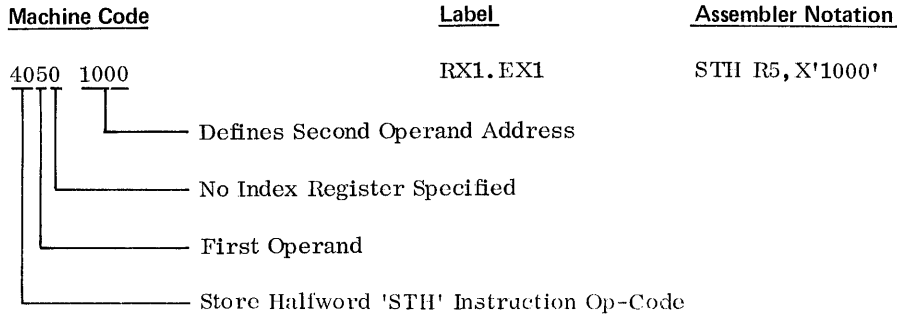 Machine Code Label Assembler Notation
4050 1000 RX1.EX1 STH R5,X'1000'
Defines Second Operand Address
No Index Register Specified
First Operand
Store Halfword 'STH' Instruction Op-Code